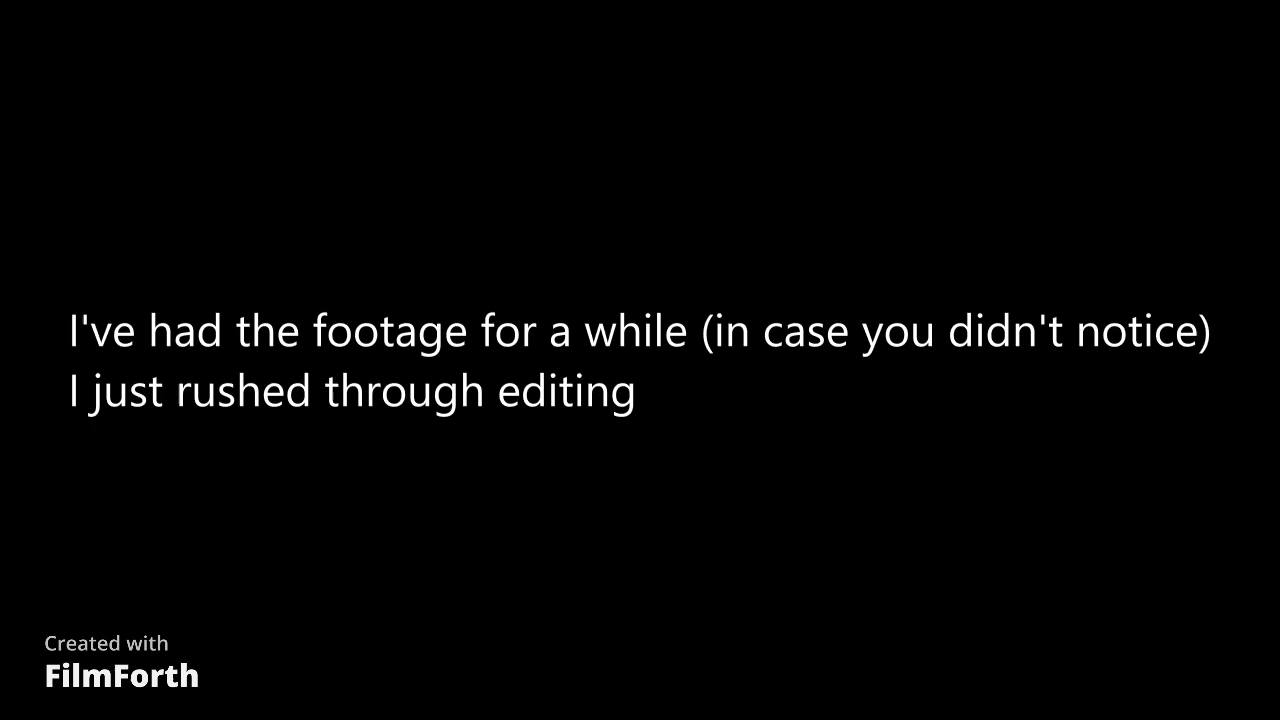 I've had the footage for a while (in case you didn't notice)
I just rushed through editing
Created with
FilmForth